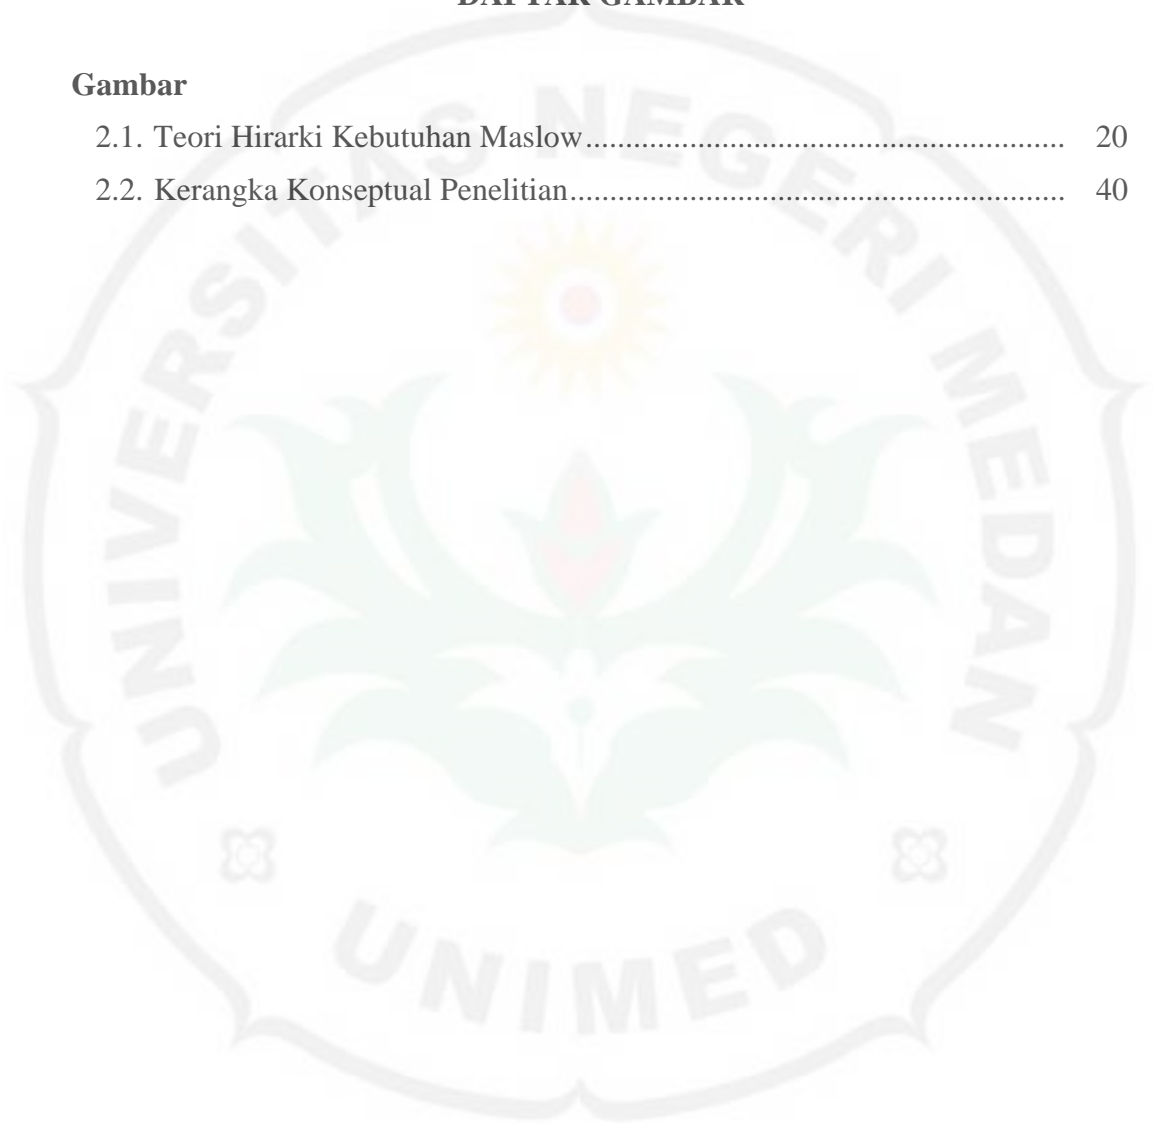 DAFTAR GAMBAR
Gambar
2.1. Teori Hirarki Kebutuhan Maslow............................................................ 20
2.2. Kerangka Konseptual Penelitian.............................................................. 40
UNIVERSITAS NEGERI MEDAN
UNIMED